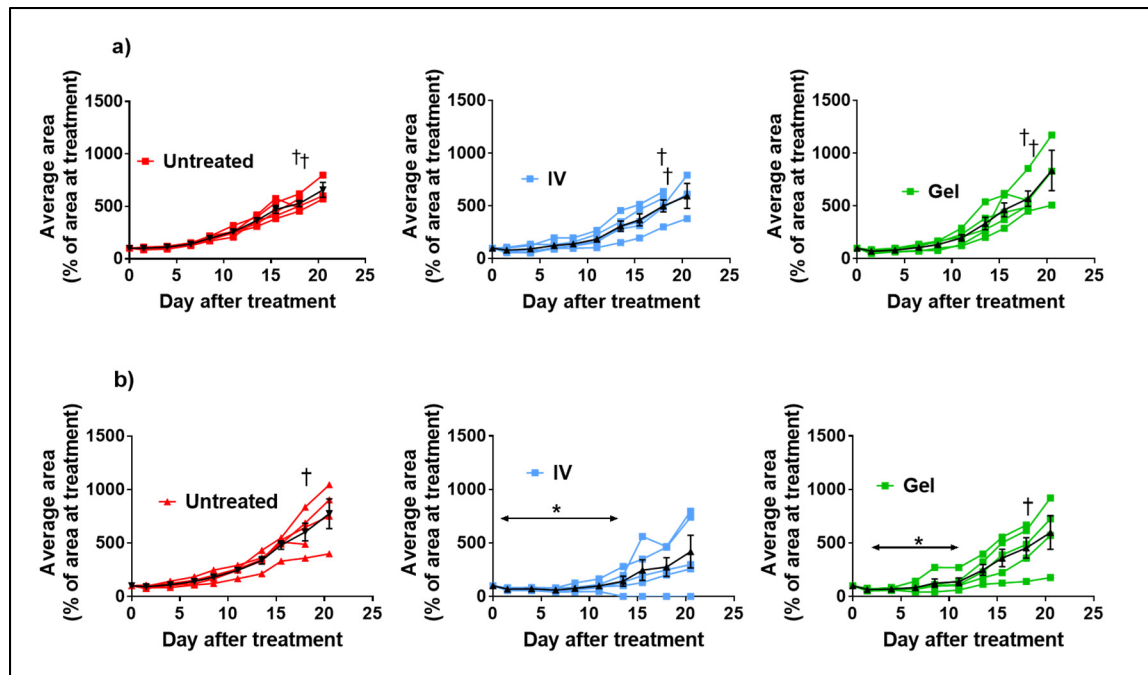 a)
Average area
(% of area at treatment)
1500
1000
500
0
0 5 10 15 20 25
Untreated
††
Day after treatment
Average area
(% of area at treatment)
1500
1000
500
0
0 5 10 15 20 25
IV
††
Day after treatment
Average area
(% of area at treatment)
1500
1000
500
0
0 5 10 15 20 25
Gel
††
Day after treatment
b)
Average area
(% of area at treatment)
1500
1000
500
0
0 5 10 15 20 25
Untreated
†
Day after treatment
Average area
(% of area at treatment)
1500
1000
500
0
0 5 10 15 20 25
IV
*
Day after treatment
Average area
(% of area at treatment)
1500
1000
500
0
0 5 10 15 20 25
Gel
†
*
Day after treatment